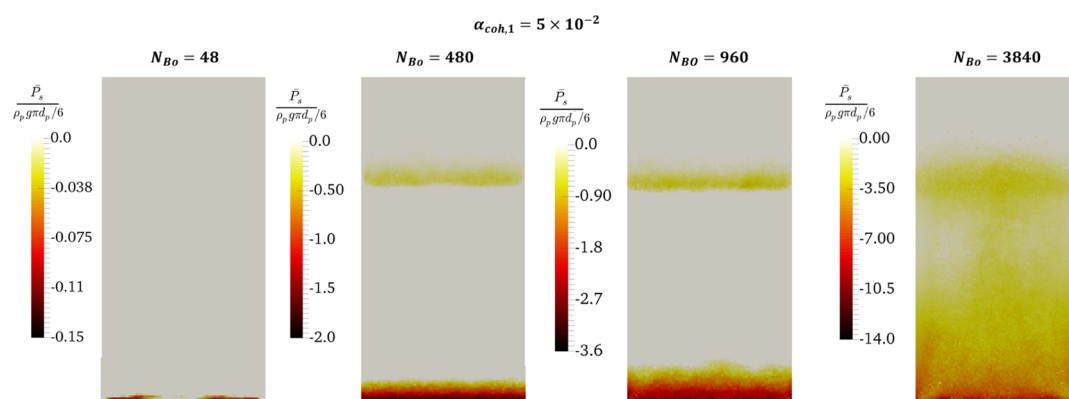 α_coh,1 = 5 × 10⁻²
N_Bo = 48
N_Bo = 480
N_BO = 960
N_Bo = 3840
P̄_s
ρ_p gπd_p/6
0.0
-0.038
-0.075
-0.11
-0.15
P̄_s
ρ_p gπd_p/6
0.0
-0.50
-1.0
-1.5
-2.0
P̄_s
ρ_p gπd_p/6
0.0
-0.90
-1.8
-2.7
-3.6
P̄_s
ρ_p gπd_p/6
0.00
-3.50
-7.00
-10.5
-14.0